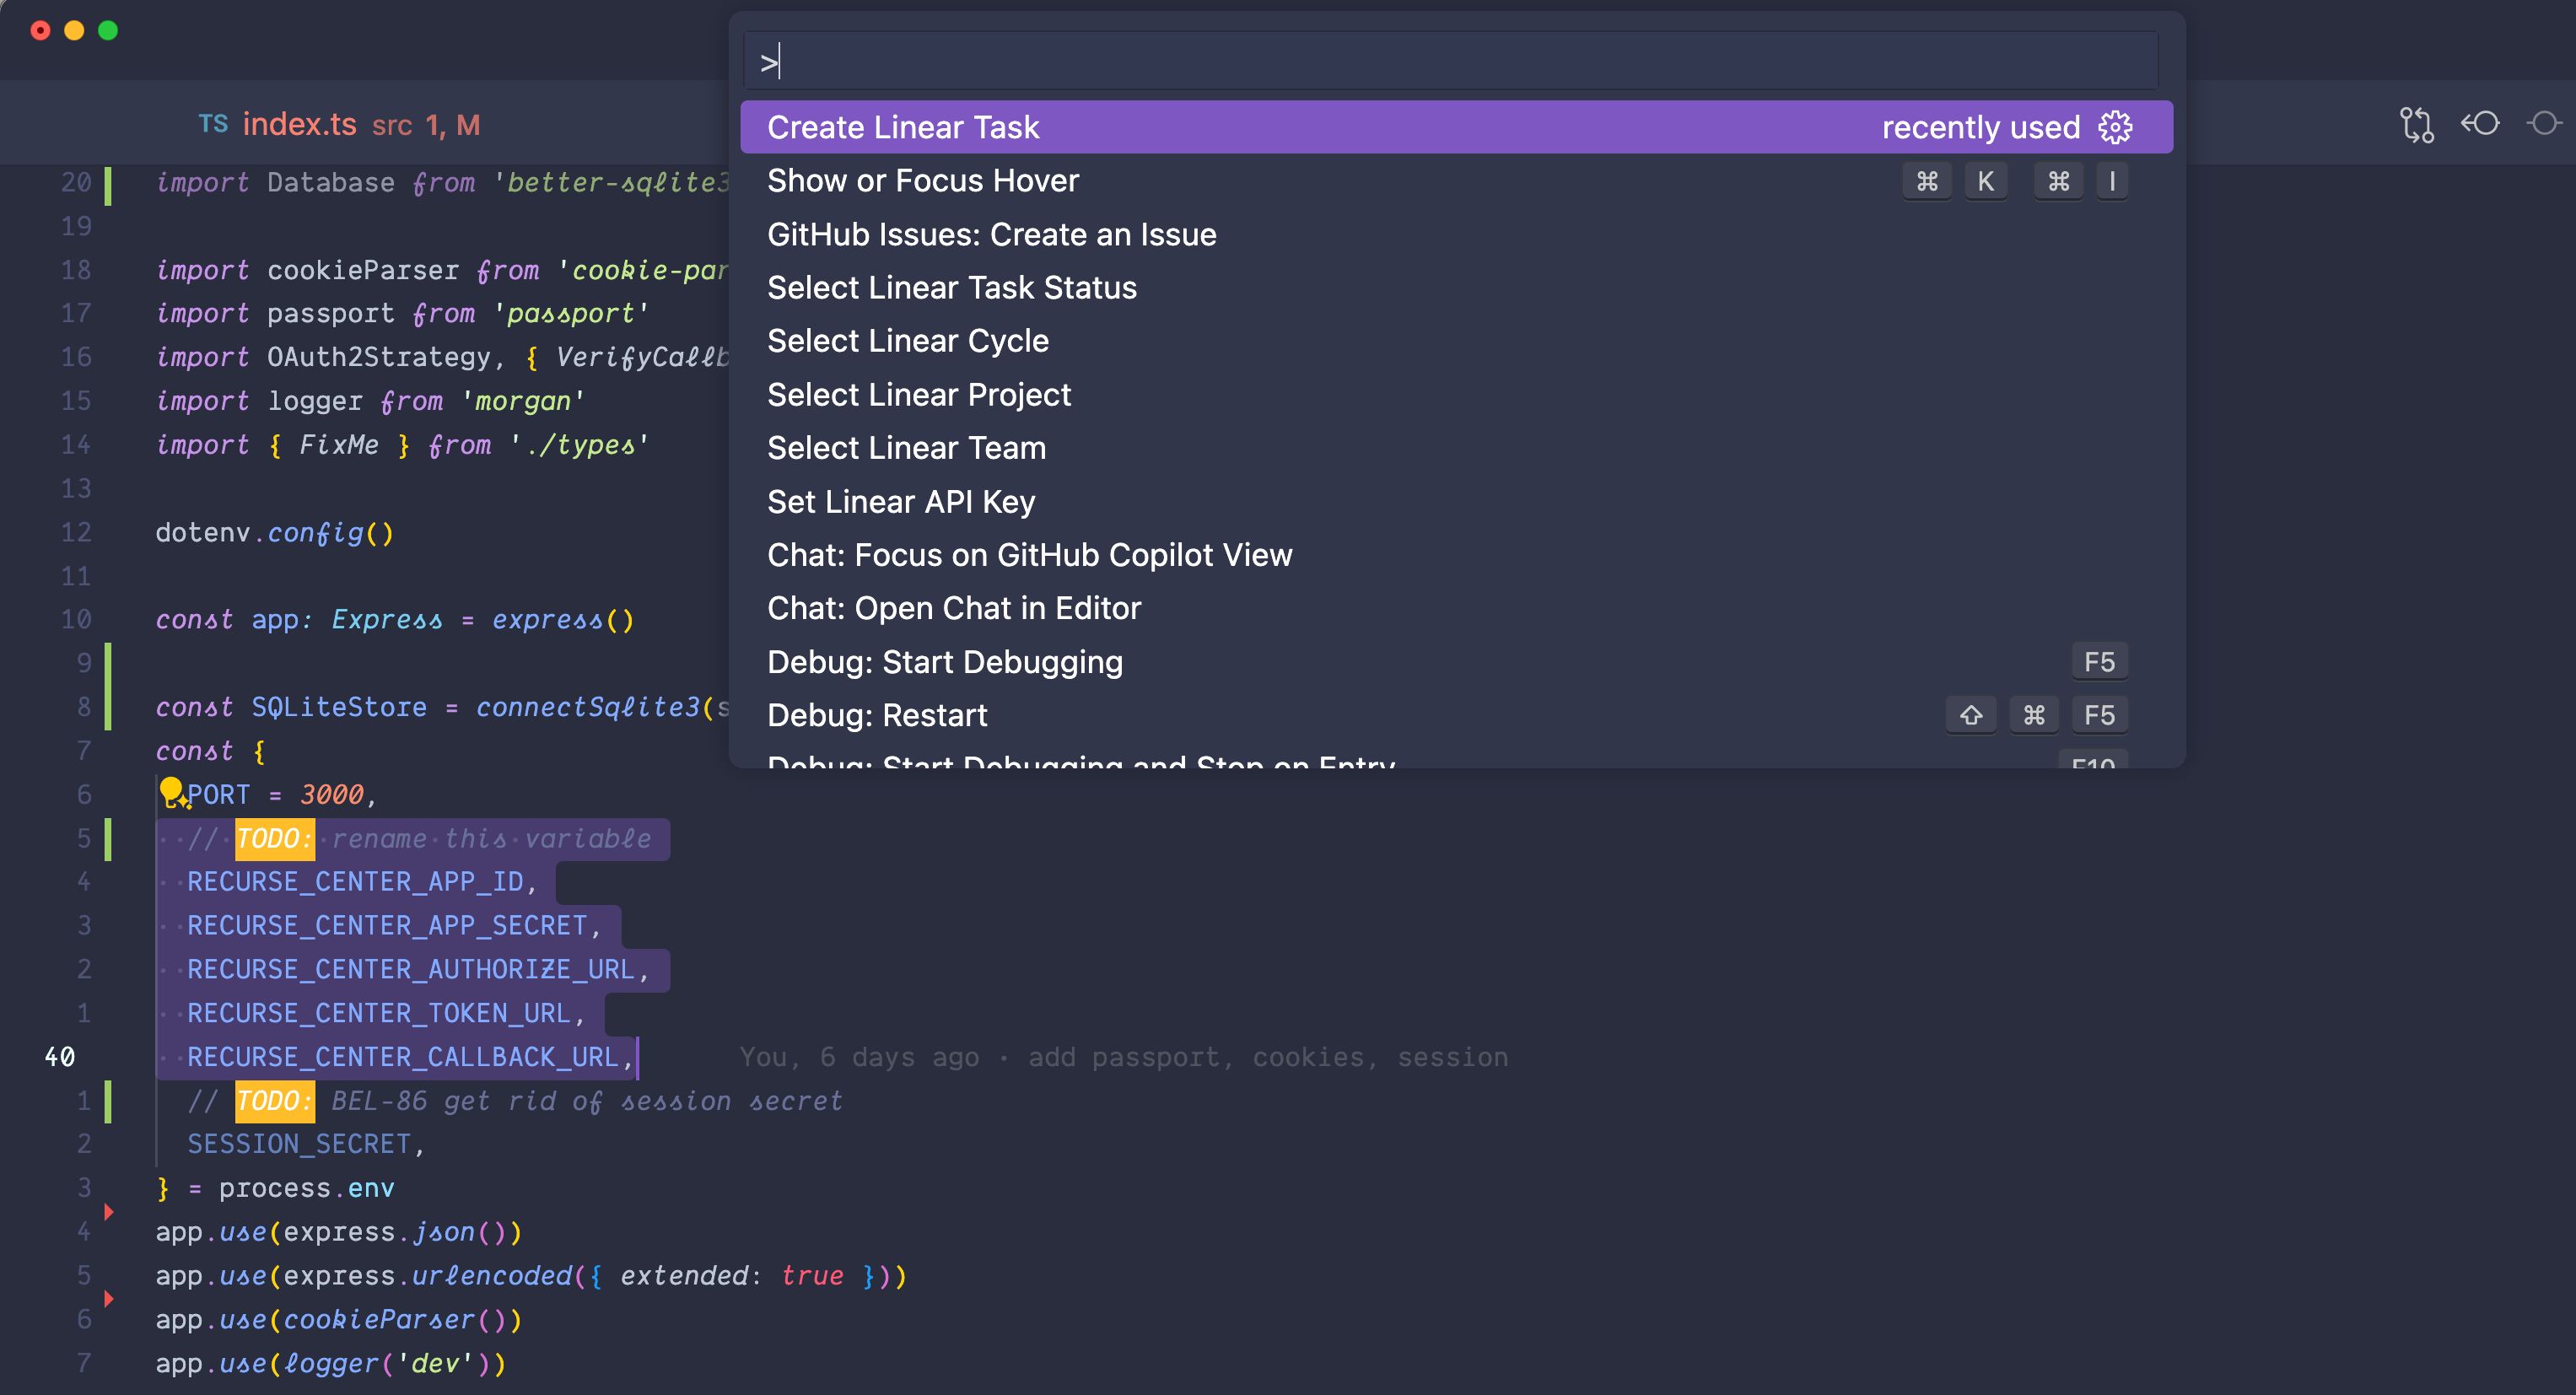 >
TS index.ts src 1, M
Create Linear Task recently used
Show or Focus Hover ⌘ K ⌘ I
GitHub Issues: Create an Issue
Select Linear Task Status
Select Linear Cycle
Select Linear Project
Select Linear Team
Set Linear API Key
Chat: Focus on GitHub Copilot View
Chat: Open Chat in Editor
Debug: Start Debugging F5
Debug: Restart ⇧ ⌘ F5
Debug: Start Debugging and Stop on Entry F10
20 import Database from 'better-sqlite3
19
18 import cookieParser from 'cookie-par
17 import passport from 'passport'
16 import OAuth2Strategy, { VerifyCallb
15 import logger from 'morgan'
14 import { FixMe } from './types'
13
12 dotenv.config()
11
10 const app: Express = express()
9
8 const SQLiteStore = connectSqlite3(s
7 const {
6 PORT = 3000,
5 // TODO: rename this variable
4 RECURSE_CENTER_APP_ID,
3 RECURSE_CENTER_APP_SECRET,
2 RECURSE_CENTER_AUTHORIZE_URL,
1 RECURSE_CENTER_TOKEN_URL,
40 RECURSE_CENTER_CALLBACK_URL, You, 6 days ago • add passport, cookies, session
1 // TODO: BEL-86 get rid of session secret
2 SESSION_SECRET,
3 } = process.env
4 app.use(express.json())
5 app.use(express.urlencoded({ extended: true }))
6 app.use(cookieParser())
7 app.use(logger('dev'))